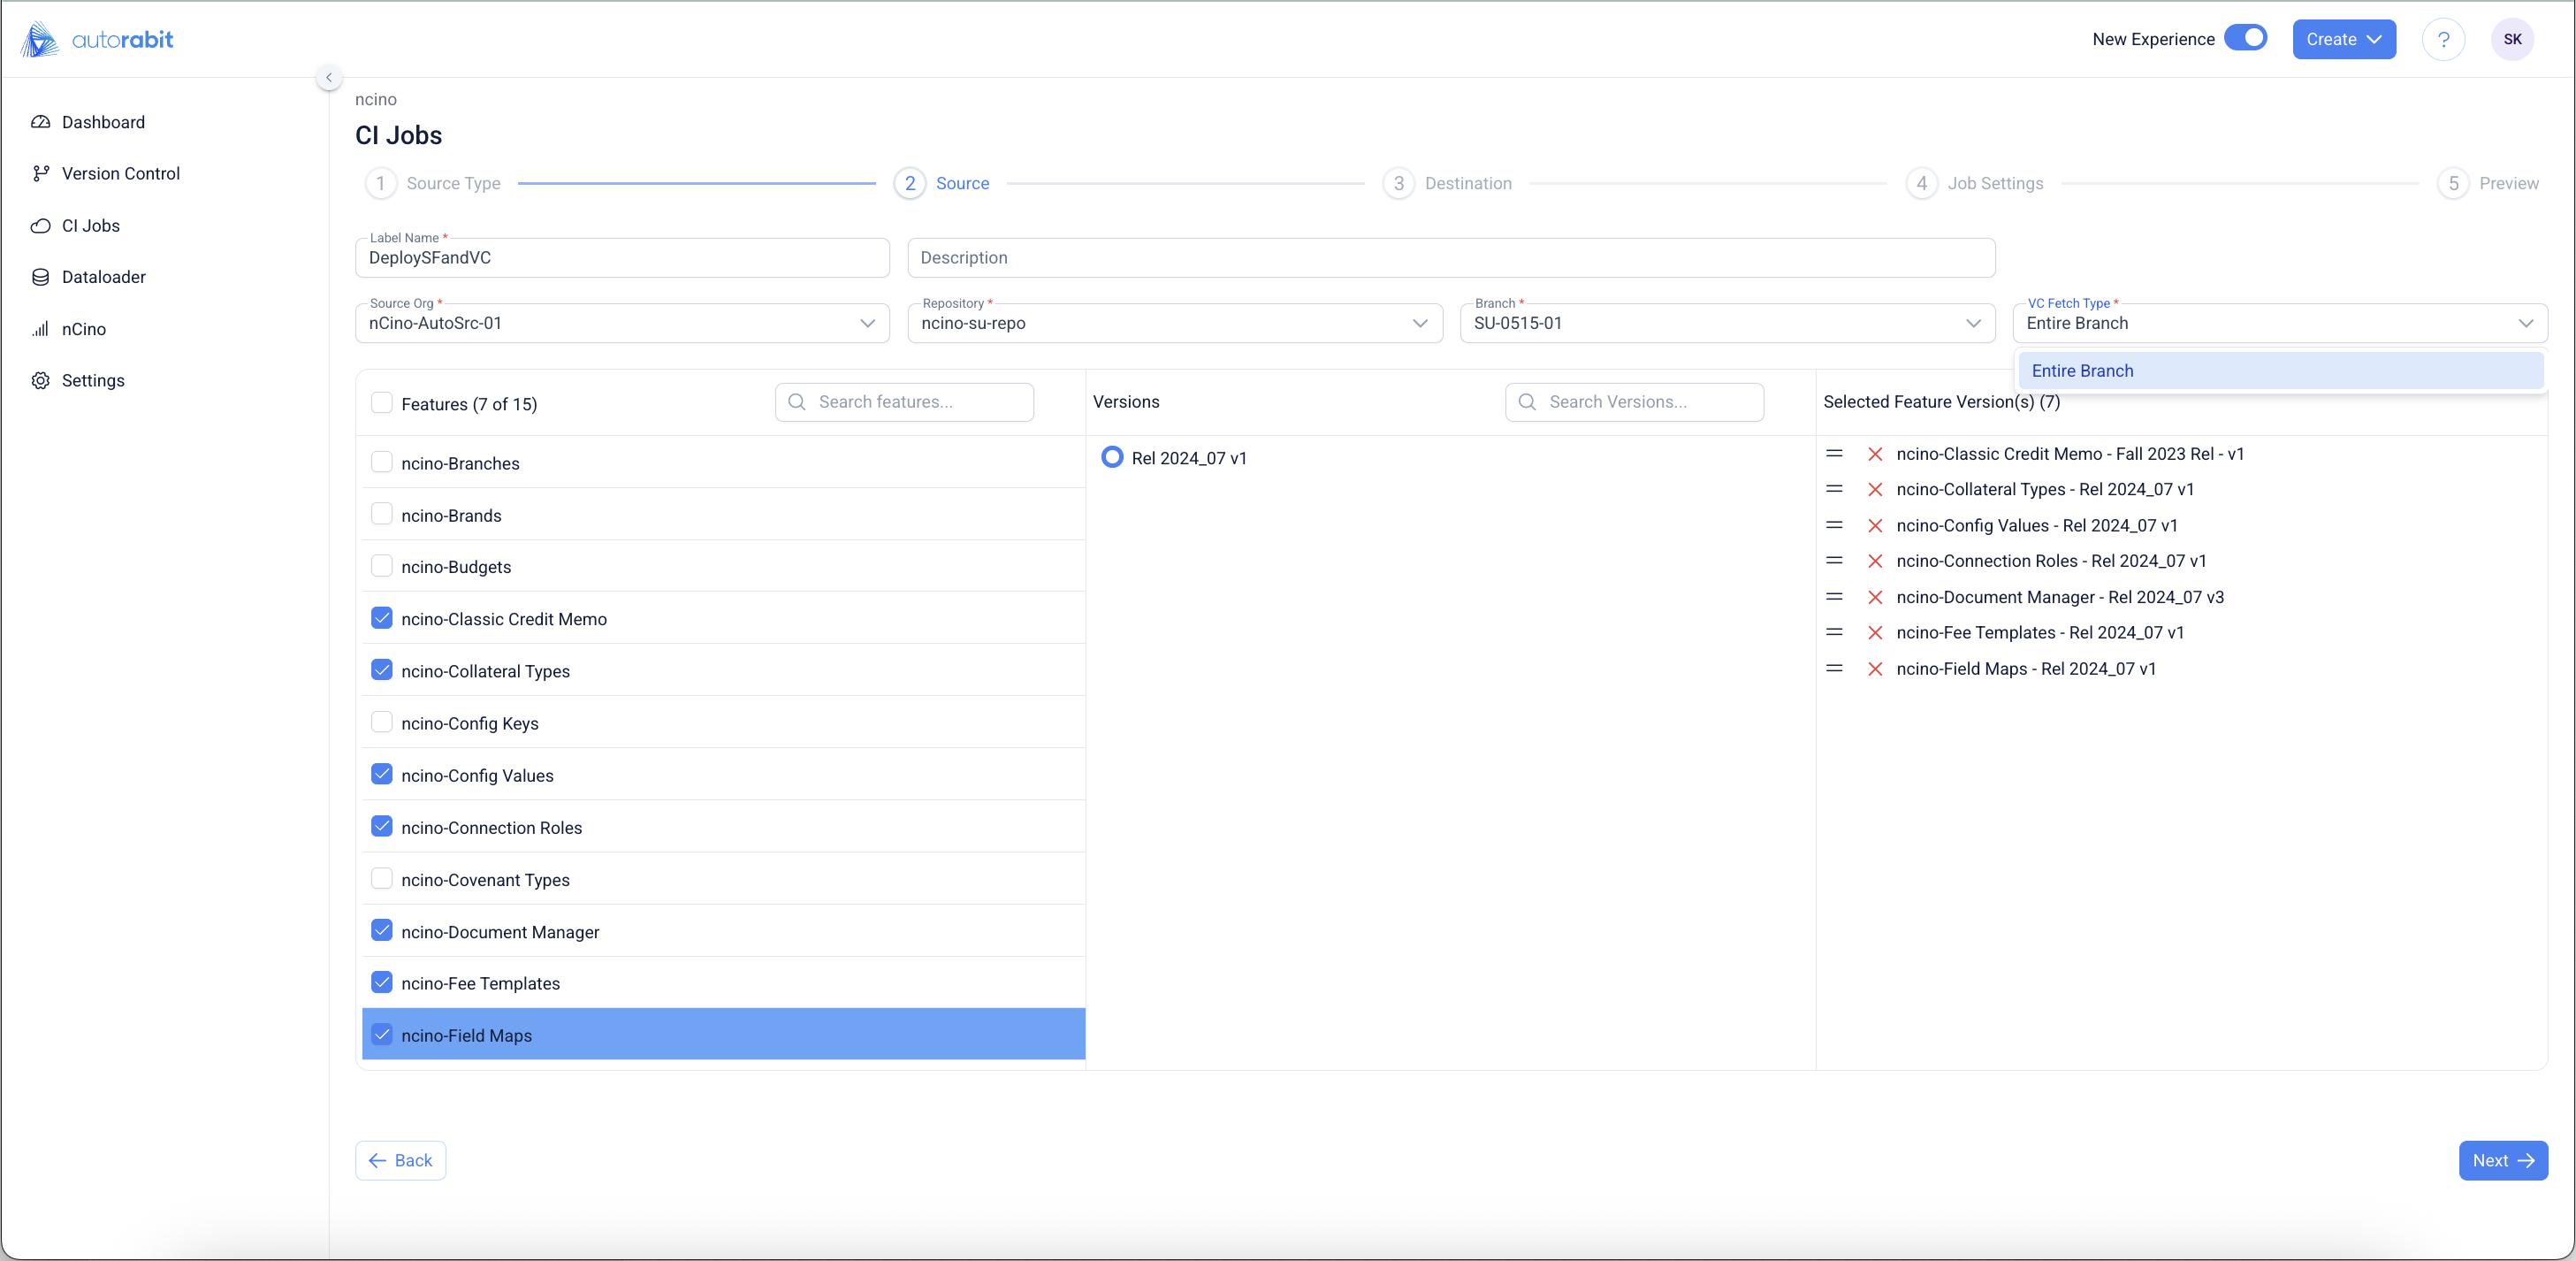 autorabit
New Experience
Create
?
SK
Dashboard
Version Control
CI Jobs
Dataloader
nCino
Settings
ncino
CI Jobs
1 Source Type
2 Source
3 Destination
4 Job Settings
5 Preview
Label Name *
DeploySFandVC
Description
Source Org *
nCino-AutoSrc-01
Repository *
ncino-su-repo
Branch *
SU-0515-01
VC Fetch Type *
Entire Branch
Entire Branch
Features (7 of 15)
Search features...
Versions
Search Versions...
Selected Feature Version(s) (7)
ncino-Branches
ncino-Brands
ncino-Budgets
ncino-Classic Credit Memo
ncino-Collateral Types
ncino-Config Keys
ncino-Config Values
ncino-Connection Roles
ncino-Covenant Types
ncino-Document Manager
ncino-Fee Templates
ncino-Field Maps
Rel 2024_07 v1
ncino-Classic Credit Memo - Fall 2023 Rel - v1
ncino-Collateral Types - Rel 2024_07 v1
ncino-Config Values - Rel 2024_07 v1
ncino-Connection Roles - Rel 2024_07 v1
ncino-Document Manager - Rel 2024_07 v3
ncino-Fee Templates - Rel 2024_07 v1
ncino-Field Maps - Rel 2024_07 v1
Back
Next